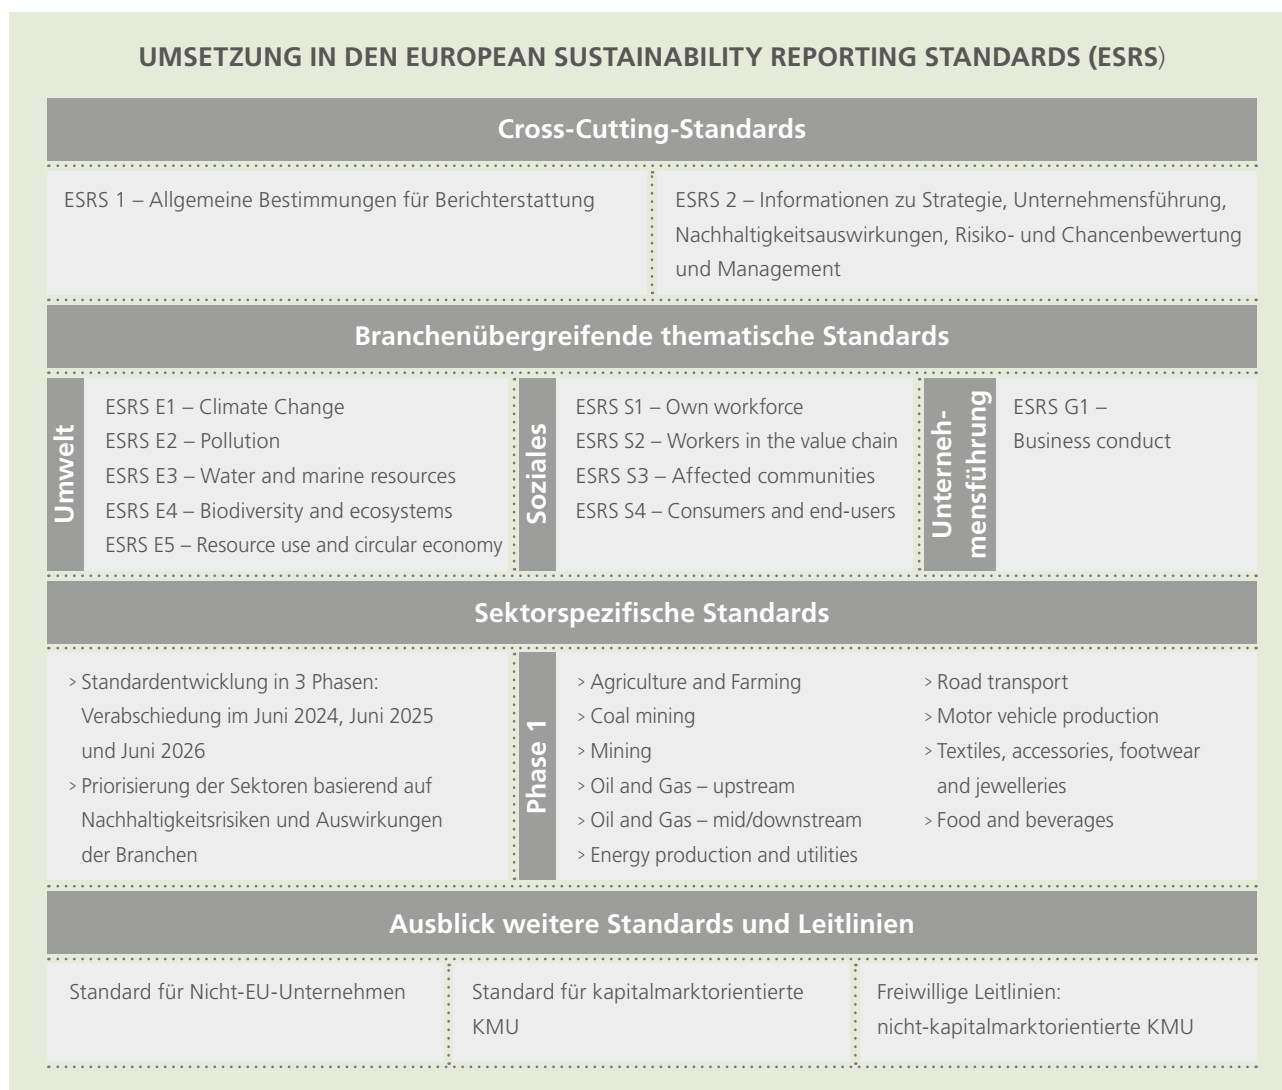 UMSETZUNG IN DEN EUROPEAN SUSTAINABILITY REPORTING STANDARDS (ESRS)
Cross-Cutting-Standards
ESRS 1 – Allgemeine Bestimmungen für Berichterstattung
ESRS 2 – Informationen zu Strategie, Unternehmensführung,
Nachhaltigkeitsauswirkungen, Risiko- und Chancenbewertung
und Management
Branchenübergreifende thematische Standards
Umwelt
ESRS E1 – Climate Change
ESRS E2 – Pollution
ESRS E3 – Water and marine resources
ESRS E4 – Biodiversity and ecosystems
ESRS E5 – Resource use and circular economy
Soziales
ESRS S1 – Own workforce
ESRS S2 – Workers in the value chain
ESRS S3 – Affected communities
ESRS S4 – Consumers and end-users
Unterneh-
mensführung
ESRS G1 –
Business conduct
Sektorspezifische Standards
> Standardentwicklung in 3 Phasen:
Verabschiedung im Juni 2024, Juni 2025
und Juni 2026
> Priorisierung der Sektoren basierend auf
Nachhaltigkeitsrisiken und Auswirkungen
der Branchen
Phase 1
> Agriculture and Farming
> Coal mining
> Mining
> Oil and Gas – upstream
> Oil and Gas – mid/downstream
> Energy production and utilities
> Road transport
> Motor vehicle production
> Textiles, accessories, footwear
and jewelleries
> Food and beverages
Ausblick weitere Standards und Leitlinien
Standard für Nicht-EU-Unternehmen
Standard für kapitalmarktorientierte
KMU
Freiwillige Leitlinien:
nicht-kapitalmarktorientierte KMU